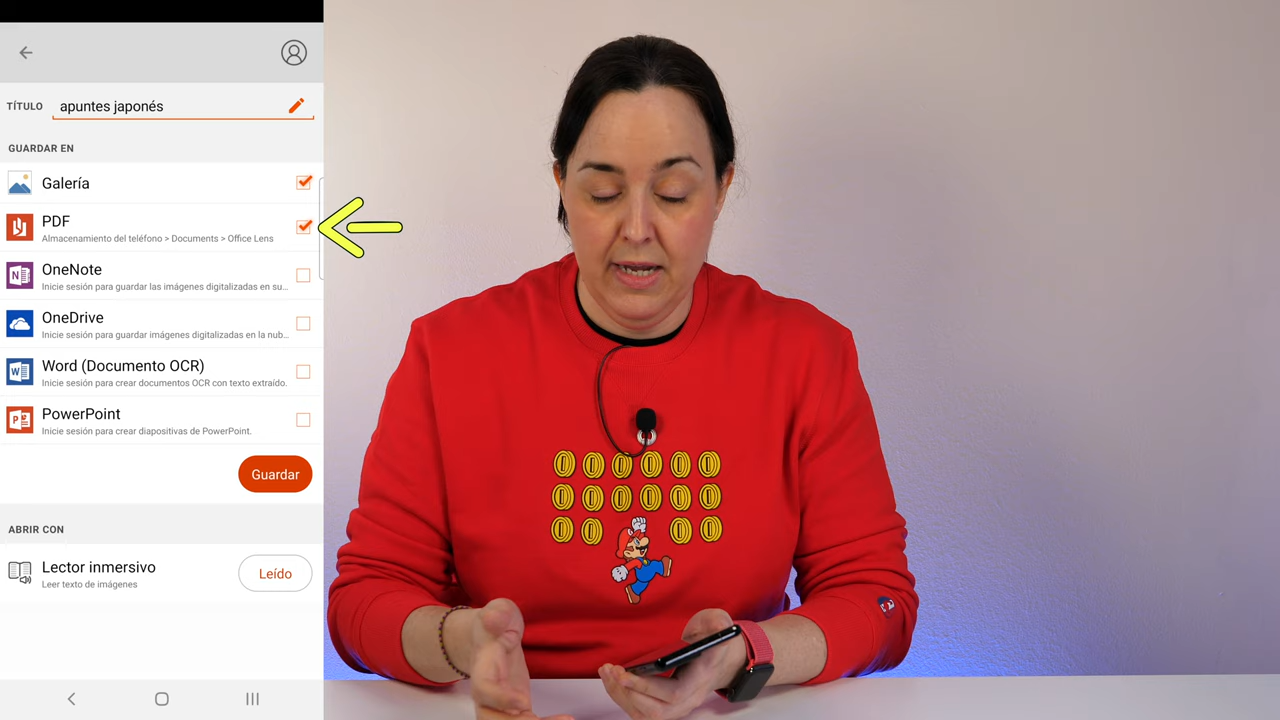 TÍTULO apuntes japonés
GUARDAR EN
Galería
PDF
Almacenamiento del teléfono > Documents > Office Lens
OneNote
Inicie sesión para guardar las imágenes digitalizadas en su...
OneDrive
Inicie sesión para guardar imágenes digitalizadas en la nub...
Word (Documento OCR)
Inicie sesión para crear documentos OCR con texto extraído.
PowerPoint
Inicie sesión para crear diapositivas de PowerPoint.
Guardar
ABRIR CON
Lector inmersivo
Leer texto de imágenes
Leído